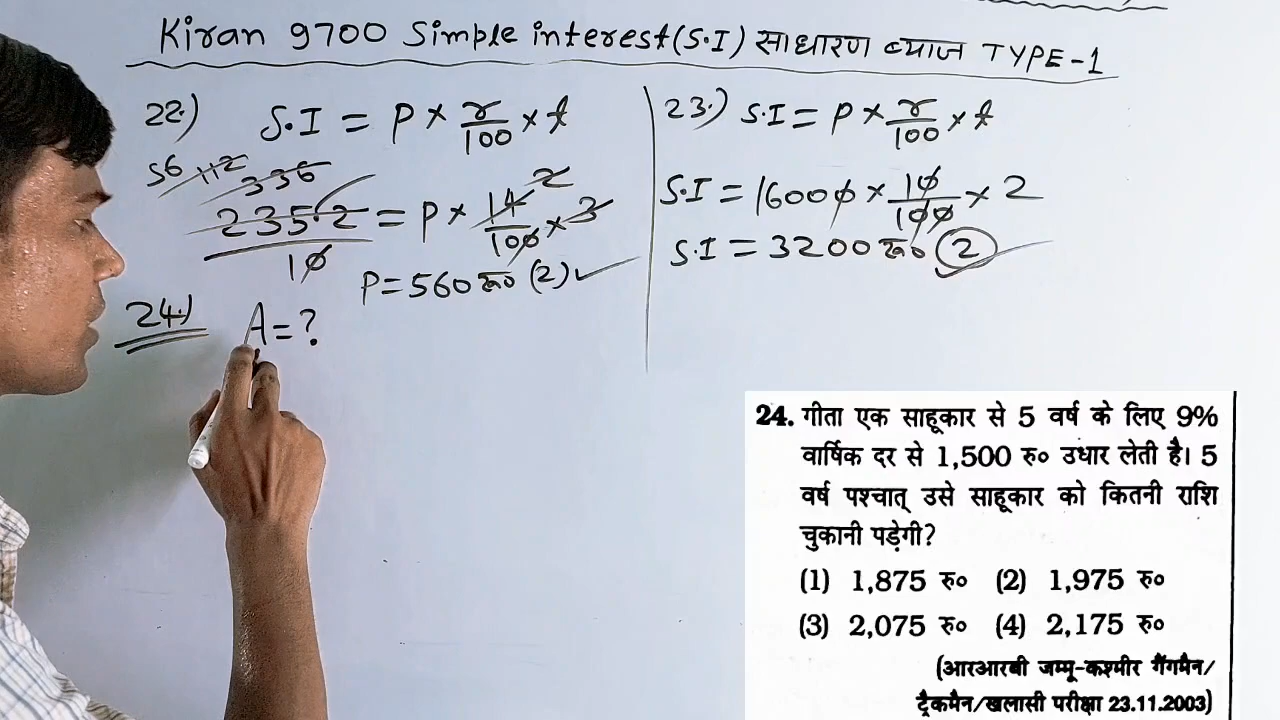 Kiran 9700 Simple interest (S.I) साधारण ब्याज TYPE-1
22.) S.I = P × r/100 × t
56 112 336
235.2/10 = P × 14/100 × 3 2
P = 560 रू० (2) ✓
23.) S.I = P × r/100 × t
S.I = 16000 × 10/100 × 2
S.I = 3200 रू० (2)
24.) A = ?
24. गीता एक साहूकार से 5 वर्ष के लिए 9%
वार्षिक दर से 1,500 रु० उधार लेती है। 5
वर्ष पश्चात् उसे साहूकार को कितनी राशि
चुकानी पड़ेगी?
(1) 1,875 रु० (2) 1,975 रु०
(3) 2,075 रु० (4) 2,175 रु०
(आरआरबी जम्मू-कश्मीर गैंगमैन/
ट्रैकमैन/खलासी परीक्षा 23.11.2003)